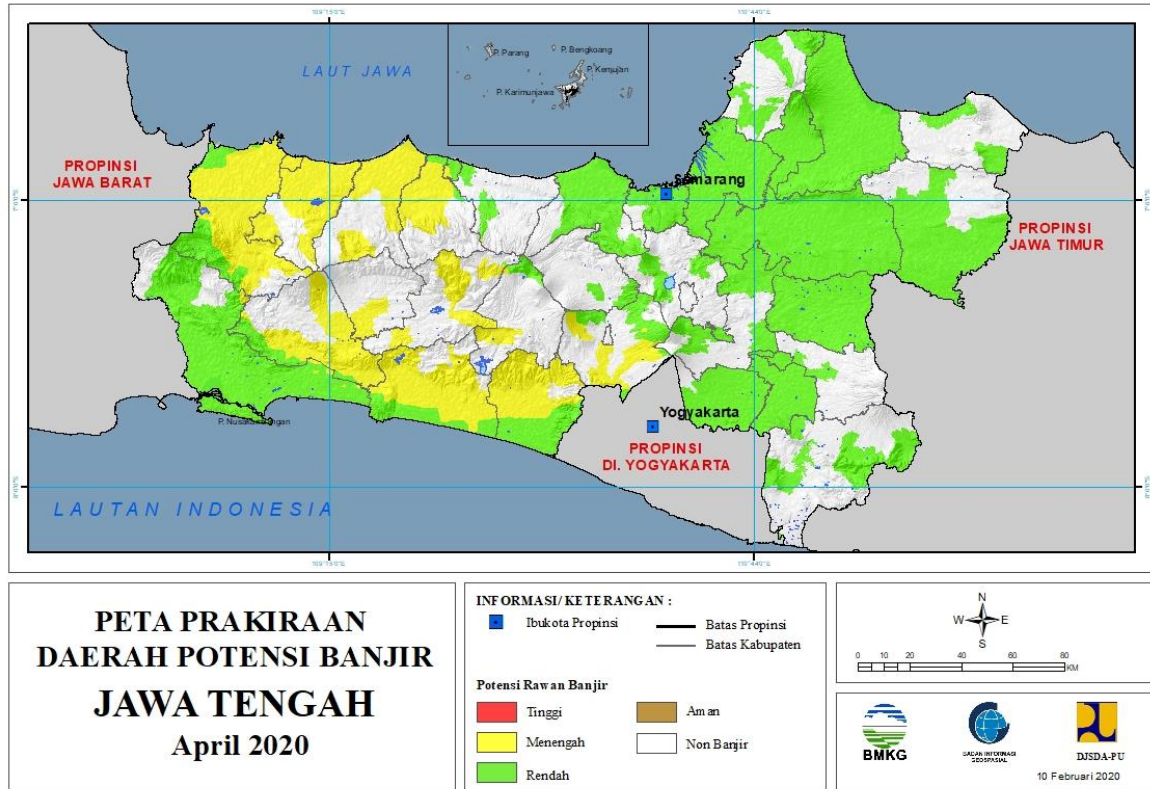 LAUT JAWA
P. Parang
P. Bengkoang
P. Kemujan
P. Karimunjawa
PROPINSI
JAWA BARAT
Semarang
PROPINSI
JAWA TIMUR
P. Nusakambangan
Yogyakarta
PROPINSI
DI. YOGYAKARTA
LAUTAN INDONESIA
PETA PRAKIRAAN
DAERAH POTENSI BANJIR
JAWA TENGAH
April 2020
INFORMASI/ KETERANGAN :
Ibukota Propinsi
Batas Propinsi
Batas Kabupaten
Potensi Rawan Banjir
Tinggi
Aman
Menengah
Non Banjir
Rendah
N
W E
S
0 10 20 40 60 80
KM
BMKG
BADAN INFORMASI
GEOSPASIAL
DJSDA-PU
10 Februari 2020